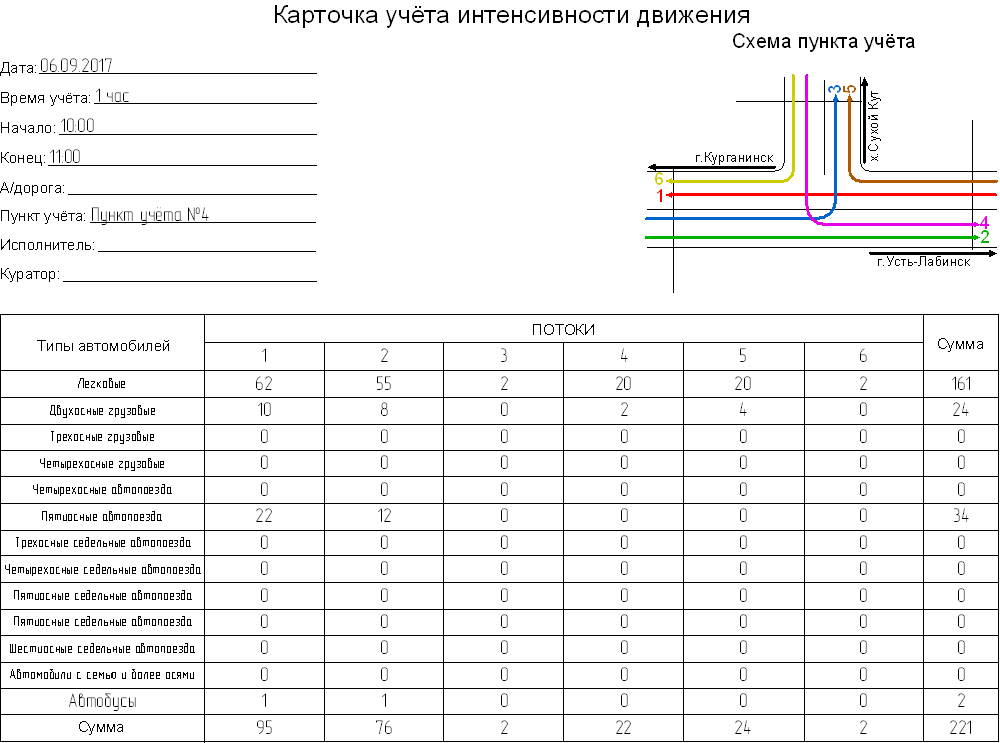 Карточка учёта интенсивности движения
Схема пункта учёта
Дата: 06.09.2017
Время учёта: 1 час
Начало: 10:00
Конец: 11:00
А/дорога:
Пункт учёта: Пункт учёта №4
Исполнитель:
Куратор:
3 5
х.Сухой Кут
г.Курганинск
6
1
4
2
г.Усть-Лабинск
Типы автомобилей ПОТОКИ Сумма
1 2 3 4 5 6
Легковые 62 55 2 20 20 2 161
Двухосные грузовые 10 8 0 2 4 0 24
Трехосные грузовые 0 0 0 0 0 0 0
Четырехосные грузовые 0 0 0 0 0 0 0
Четырехосные автопоезда 0 0 0 0 0 0 0
Пятиосные автопоезда 22 12 0 0 0 0 34
Трехосные седельные автопоезда 0 0 0 0 0 0 0
Четырехосные седельные автопоезда 0 0 0 0 0 0 0
Пятиосные седельные автопоезда 0 0 0 0 0 0 0
Пятиосные седельные автопоезда 0 0 0 0 0 0 0
Шестиосные седельные автопоезда 0 0 0 0 0 0 0
Автомобили с семью и более осями 0 0 0 0 0 0 0
Автобусы 1 1 0 0 0 0 2
Сумма 95 76 2 22 24 2 221